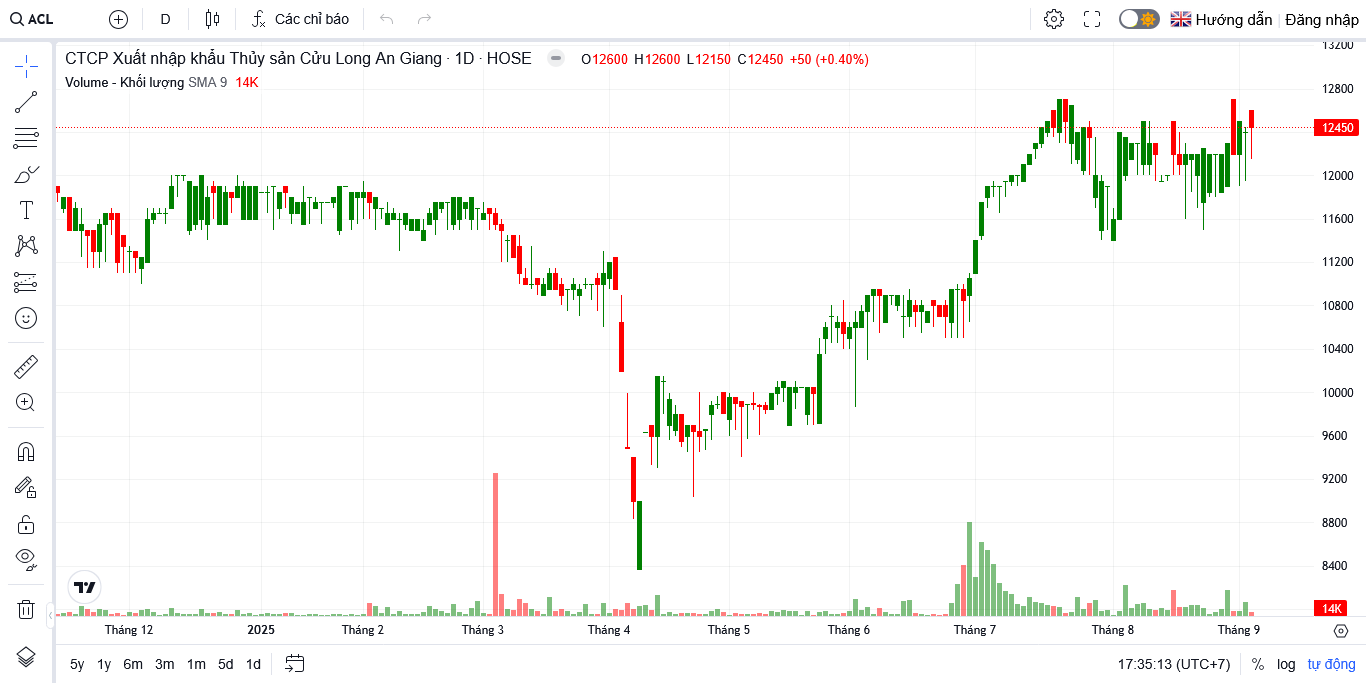 ACL D Các chỉ báo Hướng dẫn Đăng nhập
CTCP Xuất nhập khẩu Thủy sản Cửu Long An Giang · 1D · HOSE O12600 H12600 L12150 C12450 +50 (+0.40%)
Volume - Khối lượng SMA 9 14K
13200
12800
12450
12000
11600
11200
10800
10400
10000
9600
9200
8800
8400
14K
Tháng 12 2025 Tháng 2 Tháng 3 Tháng 4 Tháng 5 Tháng 6 Tháng 7 Tháng 8 Tháng 9
5y 1y 6m 3m 1m 5d 1d 17:35:13 (UTC+7) % log tự động